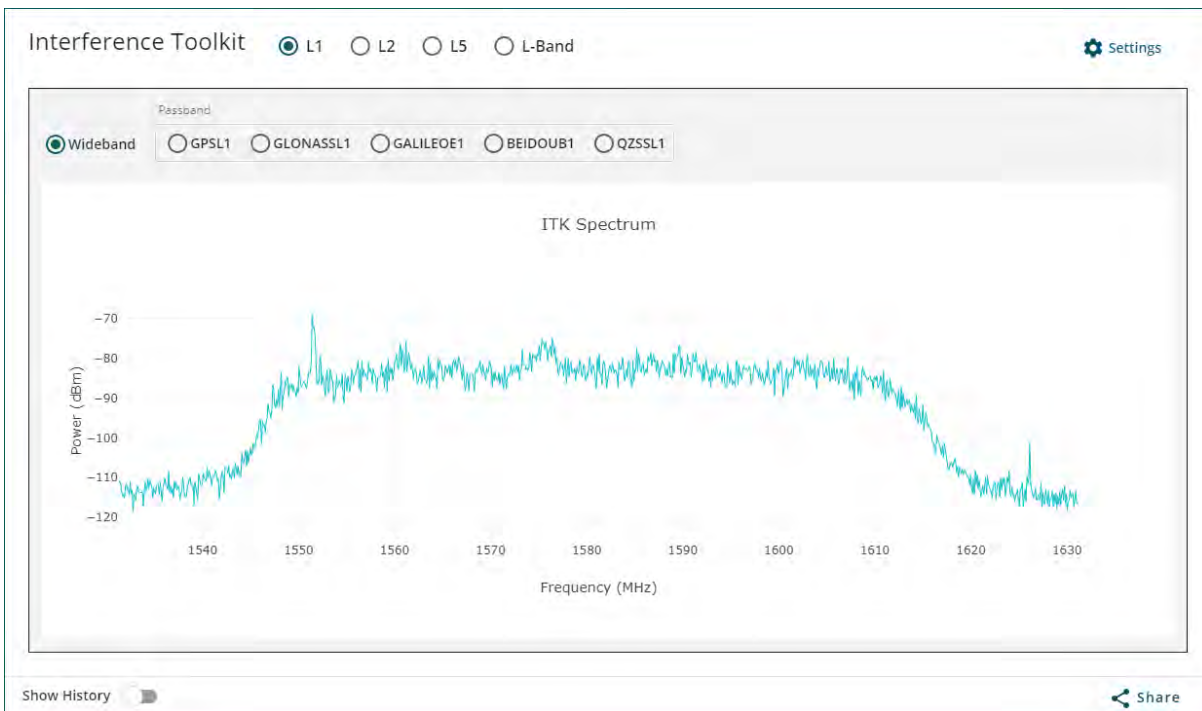 Interference Toolkit L1 L2 L5 L-Band Settings
Passband
Wideband GPSL1 GLONASSL1 GALILEOE1 BEIDOUB1 QZSSL1
ITK Spectrum
−70
−80
−90
−100
−110
−120
Power (dBm)
1540 1550 1560 1570 1580 1590 1600 1610 1620 1630
Frequency (MHz)
Show History Share